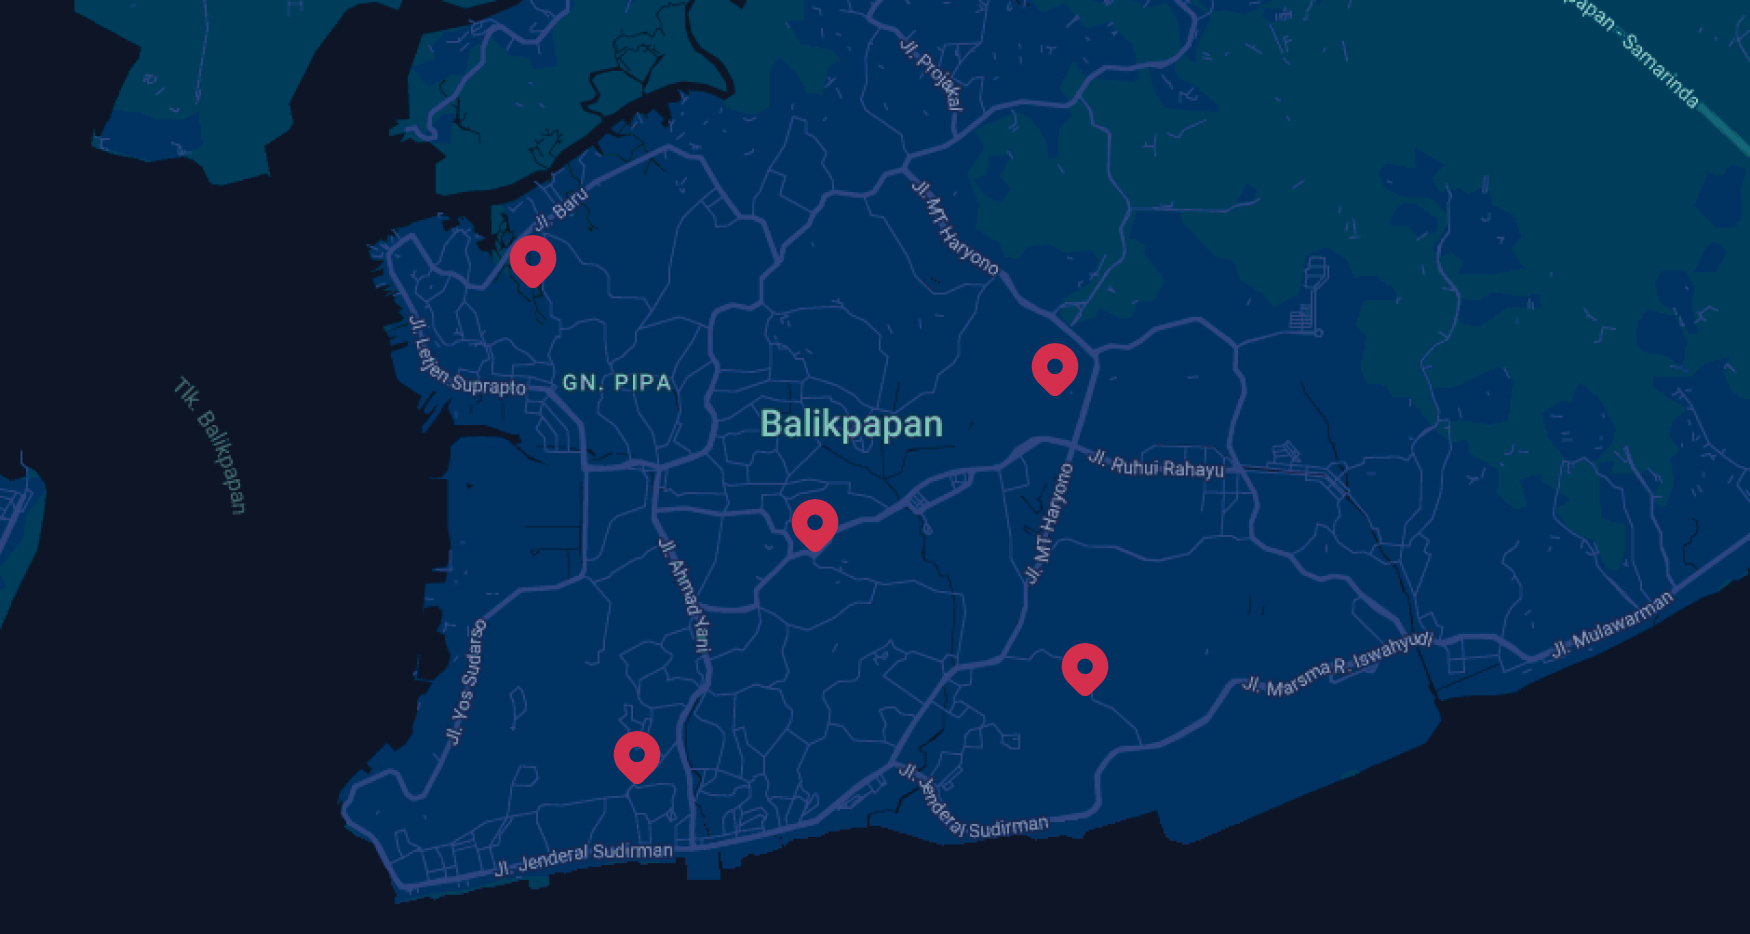 papan - Samarinda
Jl. Projakal
Jl. Baru
Jl. MT Haryono
Jl. Letjen Suprapto
GN. PIPA
Tlk. Balikpapan
Balikpapan
Jl. Ruhui Rahayu
Jl. MT Haryono
Jl. Ahmad Yani
Jl. Yos Sudarso
Jl. Mulawarman
Jl. Marsma R. Iswahyudi
Jl. Jenderal Sudirman
Jl. Jenderal Sudirman